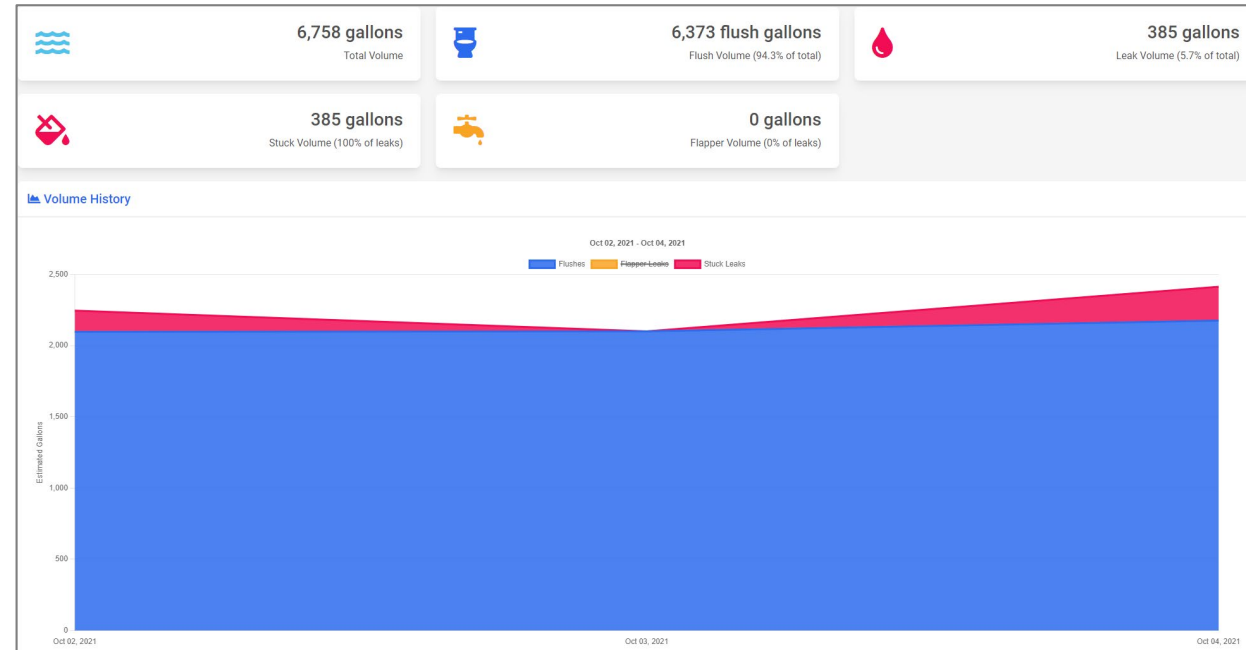 6,758 gallons
Total Volume
6,373 flush gallons
Flush Volume (94.3% of total)
385 gallons
Leak Volume (5.7% of total)
385 gallons
Stuck Volume (100% of leaks)
0 gallons
Flapper Volume (0% of leaks)
Volume History
Oct 02, 2021 - Oct 04, 2021
Flushes Flapper Leaks Stuck Leaks
Estimated Gallons
2,500
2,000
1,500
1,000
500
0
Oct 02, 2021 Oct 03, 2021 Oct 04, 2021